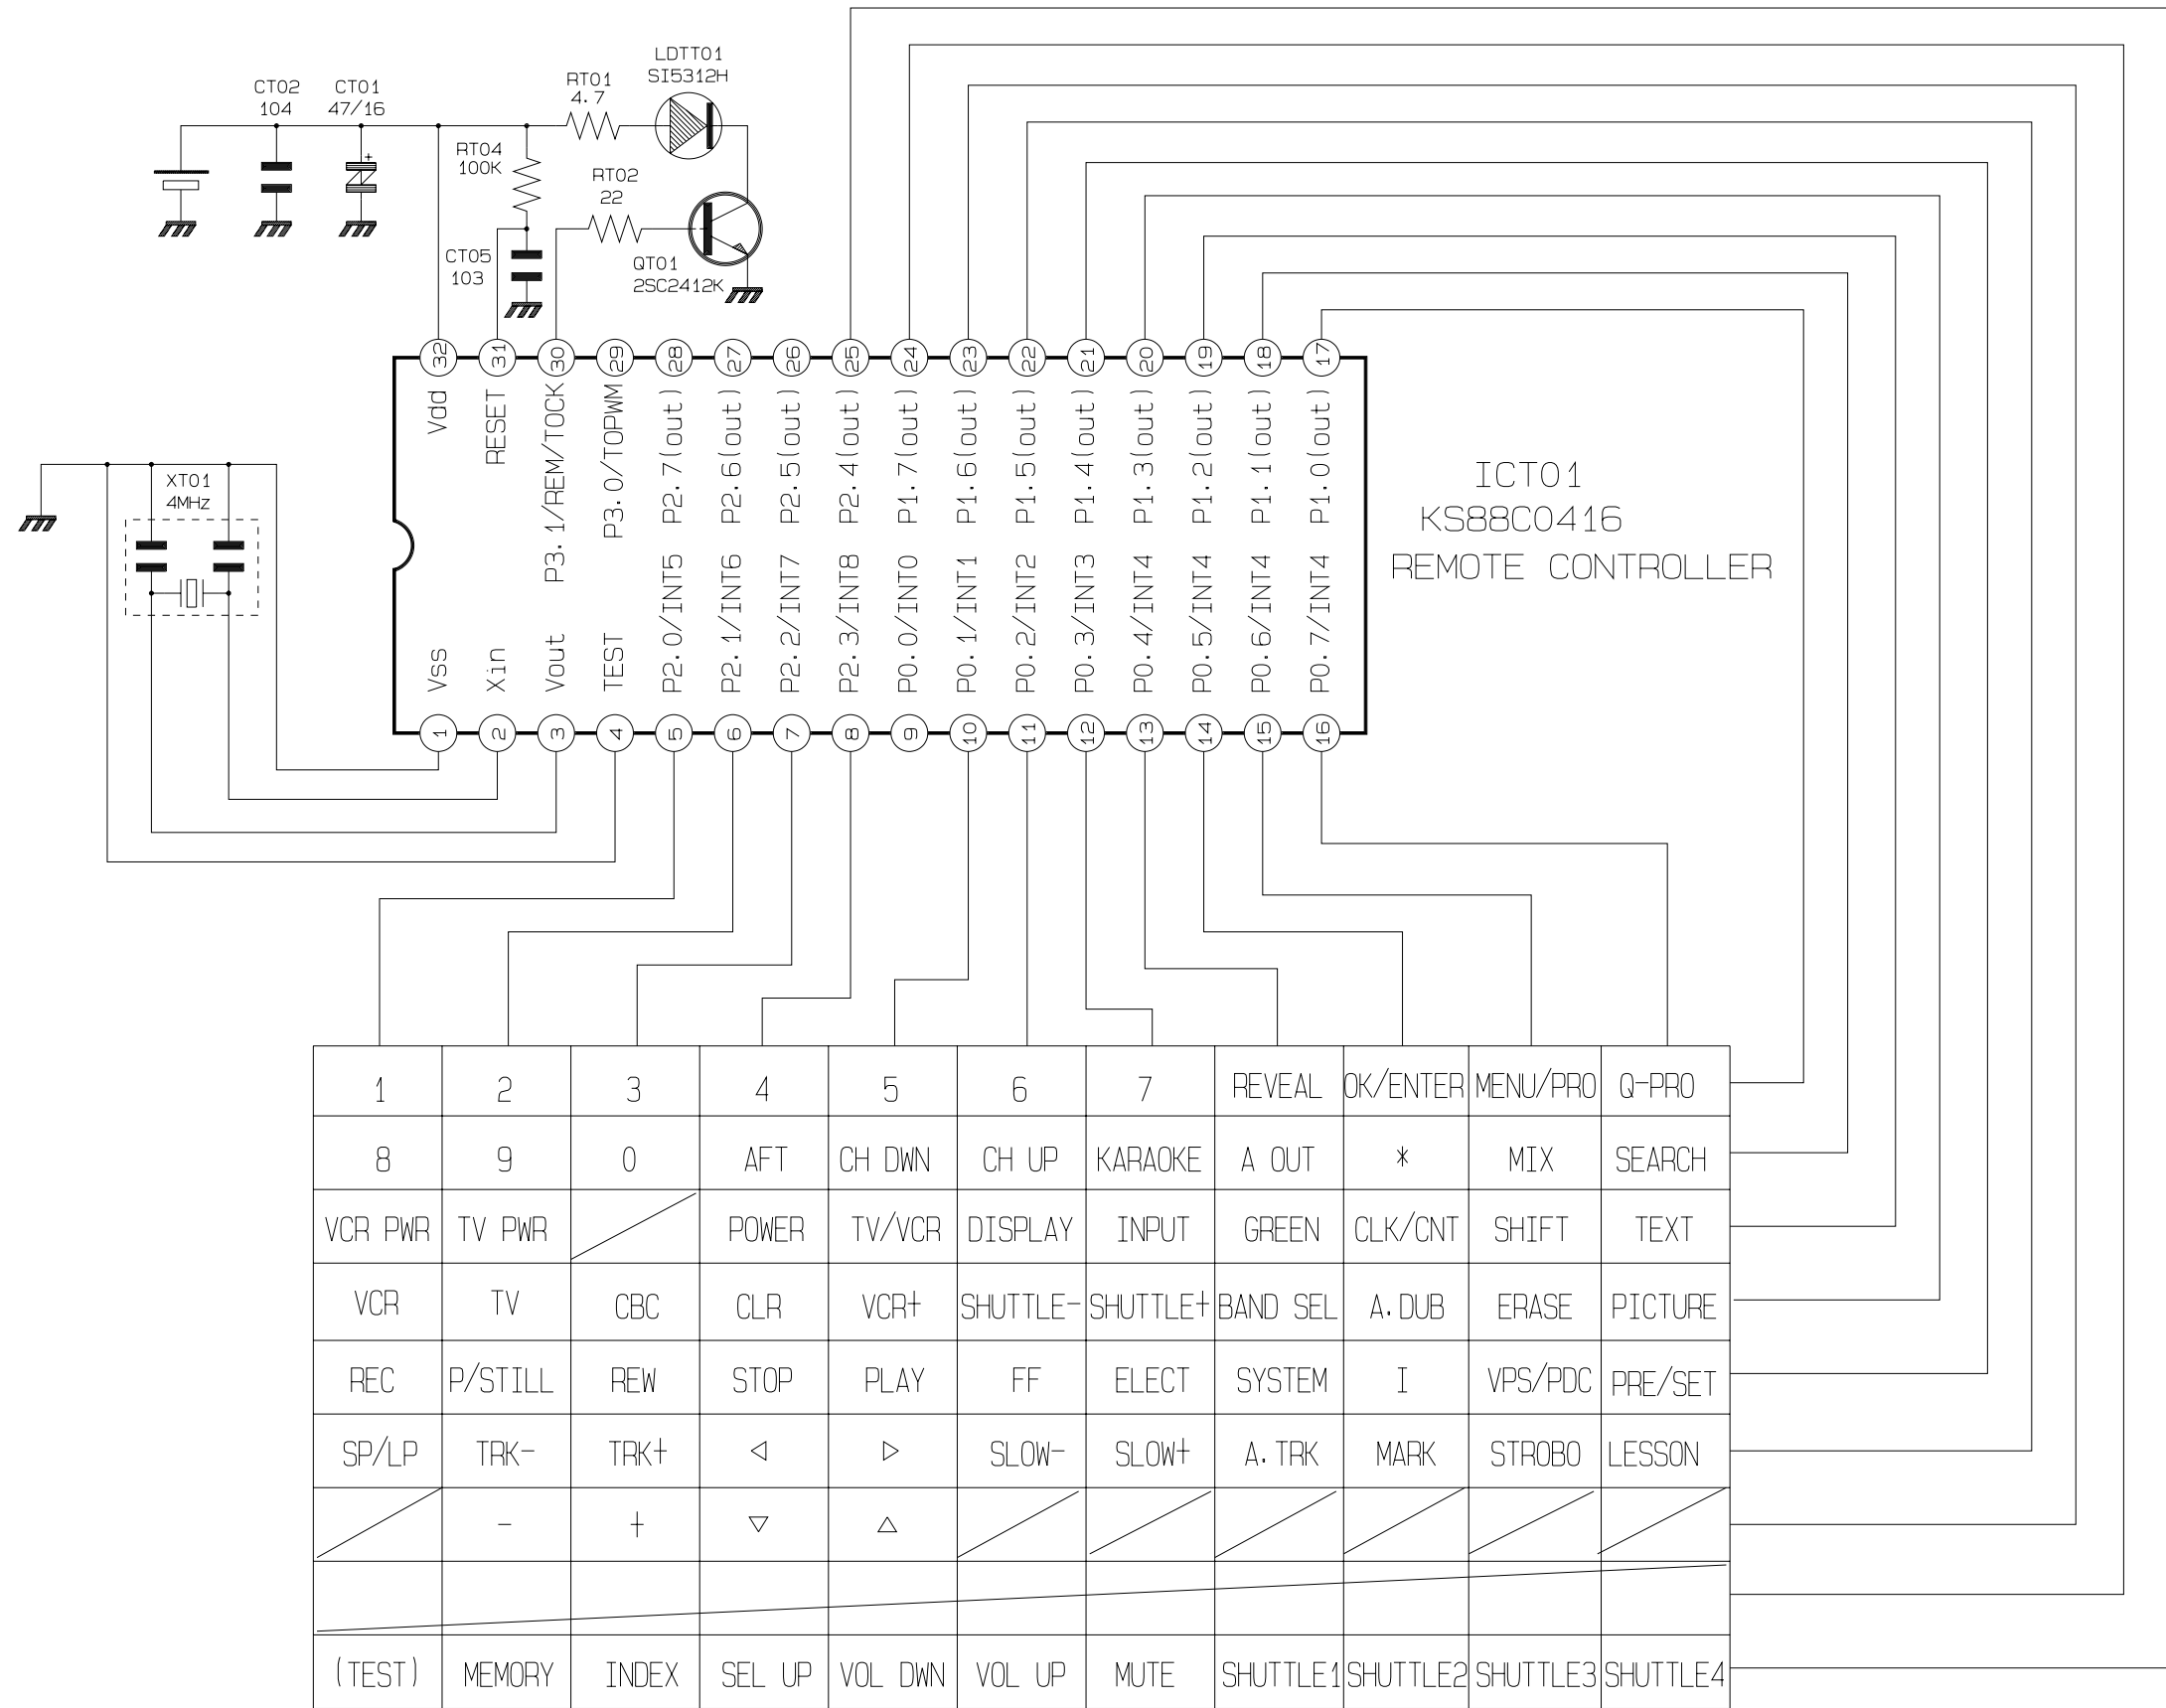 LDTT01
SI5312H
CT02
104
CT01
47/16
RT01
4.7
RT04
100K
RT02
22
CT05
103
QT01
2SC2412K
32 31 30 29 28 27 26 25 24 23 22 21 20 19 18 17
Vdd
RESET
P3.1/REM/TOCK
P3.0/TOPWM
P2.7(out)
P2.6(out)
P2.5(out)
P2.4(out)
P1.7(out)
P1.6(out)
P1.5(out)
P1.4(out)
P1.3(out)
P1.2(out)
P1.1(out)
P1.0(out)
ICT01
KS88C0416
REMOTE CONTROLLER
XT01
4MHz
Vss
Xin
Vout
TEST
P2.0/INT5
P2.1/INT6
P2.2/INT7
P2.3/INT8
P0.0/INT0
P0.1/INT1
P0.2/INT2
P0.3/INT3
P0.4/INT4
P0.5/INT4
P0.6/INT4
P0.7/INT4
1 2 3 4 5 6 7 8 9 10 11 12 13 14 15 16
1 2 3 4 5 6 7 REVEAL OK/ENTER MENU/PRO Q-PRO
8 9 0 AFT CH DWN CH UP KARAOKE A OUT * MIX SEARCH
VCR PWR TV PWR POWER TV/VCR DISPLAY INPUT GREEN CLK/CNT SHIFT TEXT
VCR TV CBC CLR VCR+ SHUTTLE- SHUTTLE+ BAND SEL A.DUB ERASE PICTURE
REC P/STILL REW STOP PLAY FF ELECT SYSTEM I VPS/PDC PRE/SET
SP/LP TRK- TRK+ ◁ ▷ SLOW- SLOW+ A.TRK MARK STROBO LESSON
- + ▽ △
(TEST) MEMORY INDEX SEL UP VOL DWN VOL UP MUTE SHUTTLE1 SHUTTLE2 SHUTTLE3 SHUTTLE4